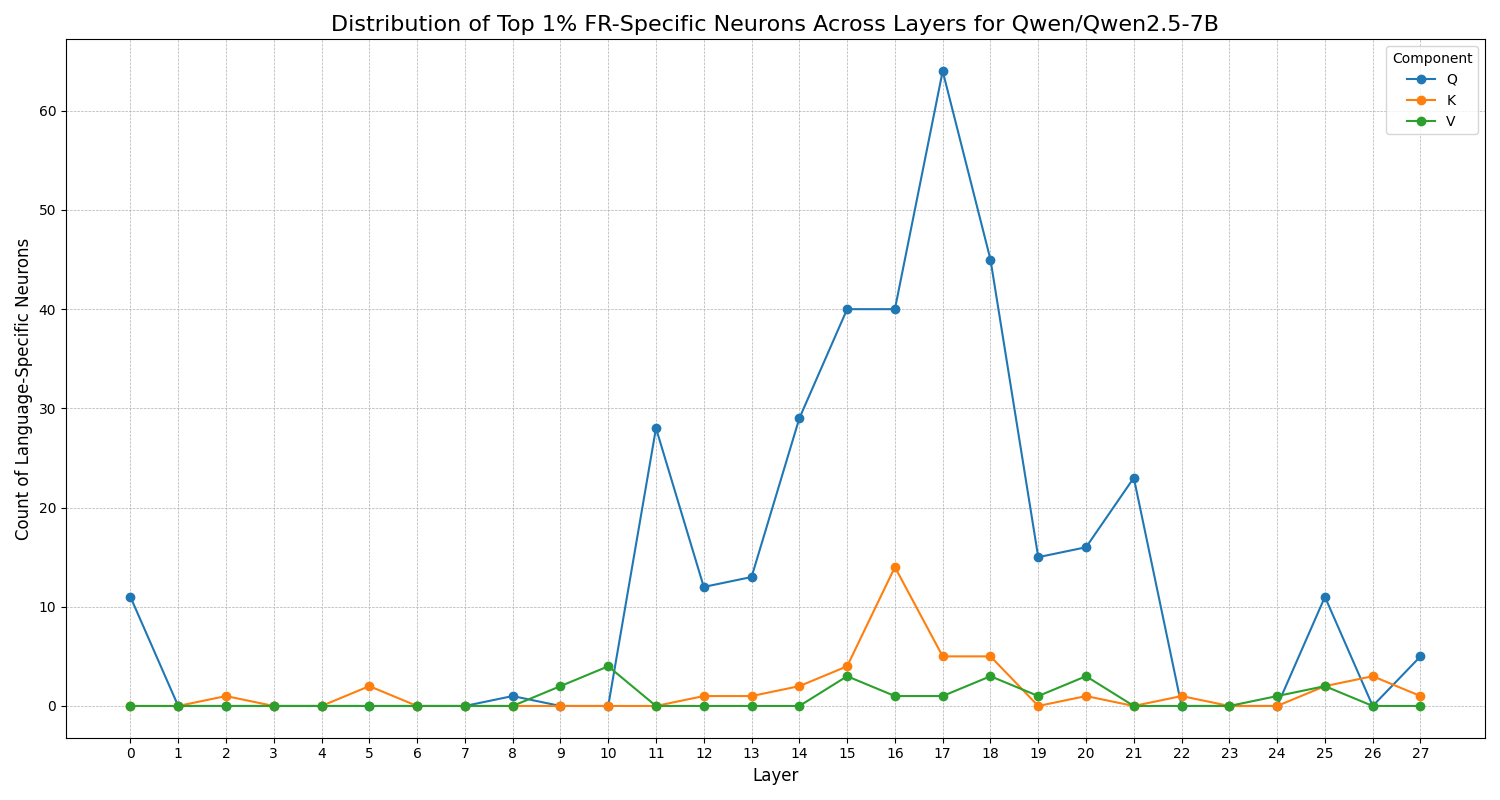 Distribution of Top 1% FR-Specific Neurons Across Layers for Qwen/Qwen2.5-7B
Component
Q
K
V
Count of Language-Specific Neurons
60
50
40
30
20
10
0
0 1 2 3 4 5 6 7 8 9 10 11 12 13 14 15 16 17 18 19 20 21 22 23 24 25 26 27
Layer